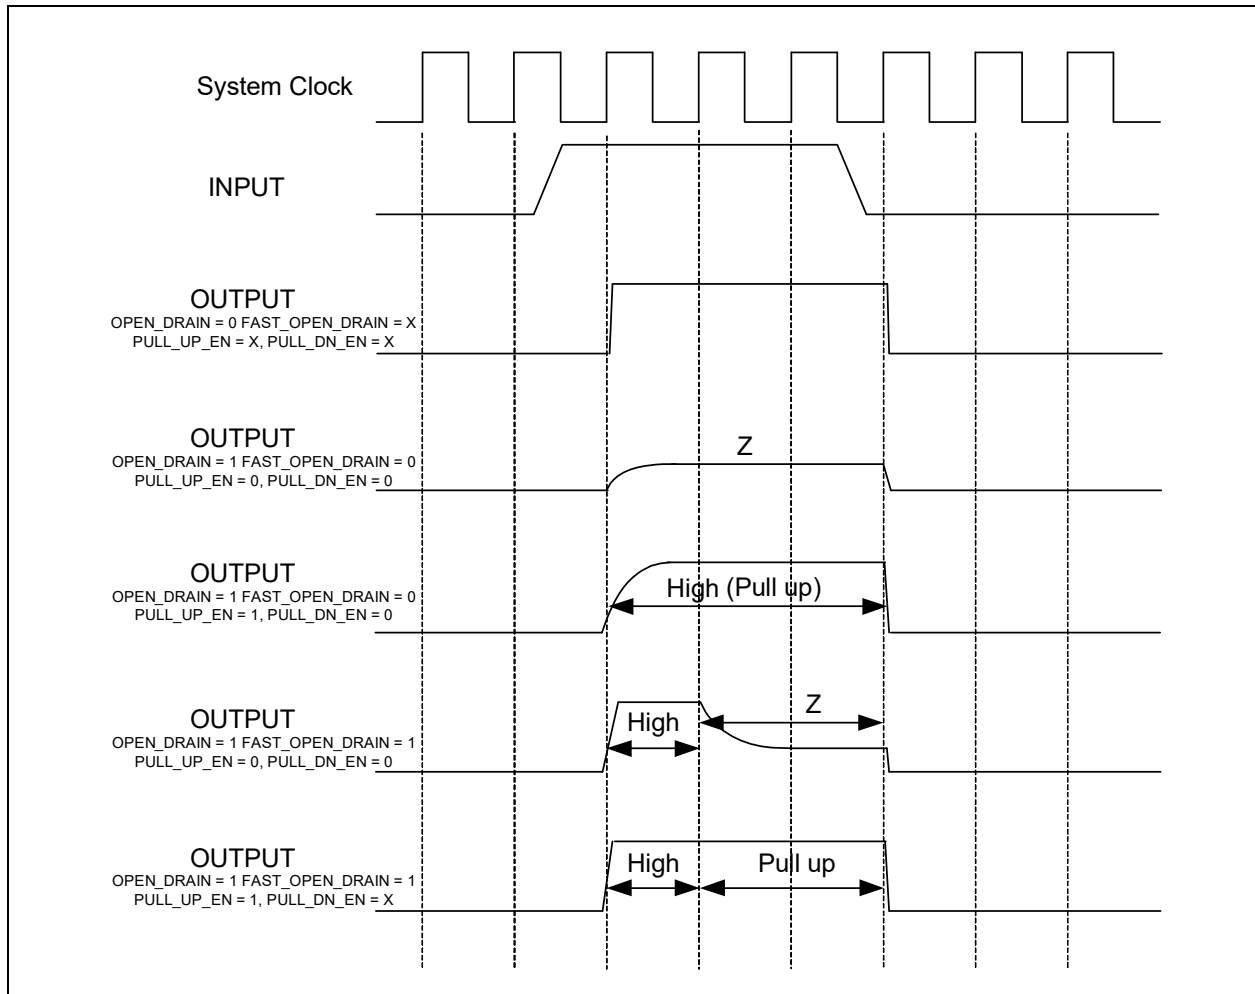 System Clock
INPUT
OUTPUT
OPEN_DRAIN = 0 FAST_OPEN_DRAIN = X
PULL_UP_EN = X, PULL_DN_EN = X
OUTPUT
OPEN_DRAIN = 1 FAST_OPEN_DRAIN = 0
PULL_UP_EN = 0, PULL_DN_EN = 0
Z
OUTPUT
OPEN_DRAIN = 1 FAST_OPEN_DRAIN = 0
PULL_UP_EN = 1, PULL_DN_EN = 0
High (Pull up)
OUTPUT
OPEN_DRAIN = 1 FAST_OPEN_DRAIN = 1
PULL_UP_EN = 0, PULL_DN_EN = 0
High
Z
OUTPUT
OPEN_DRAIN = 1 FAST_OPEN_DRAIN = 1
PULL_UP_EN = 1, PULL_DN_EN = X
High
Pull up